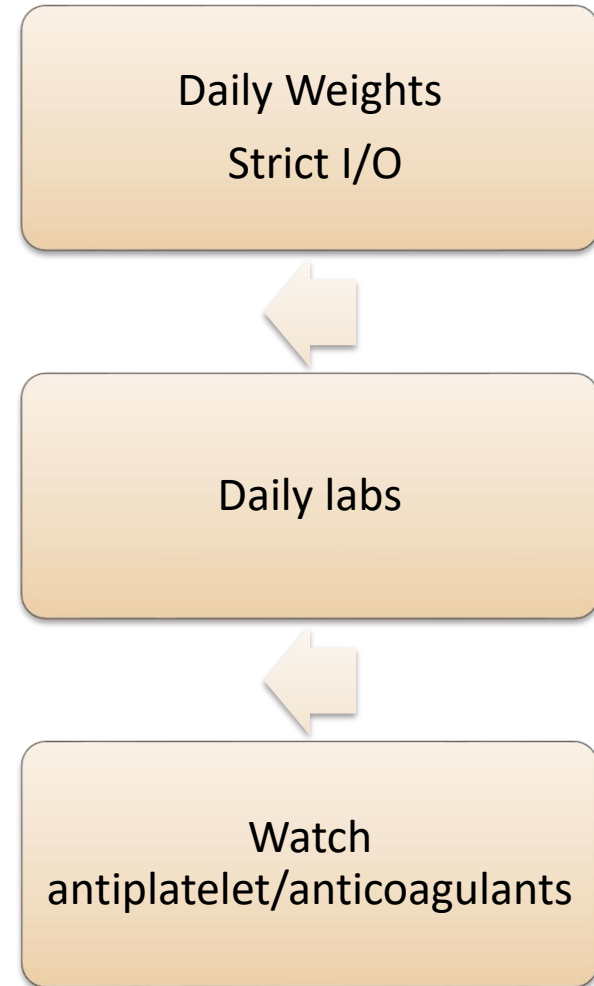 Daily Weights
Strict I/O
Daily labs
Watch
antiplatelet/anticoagulants